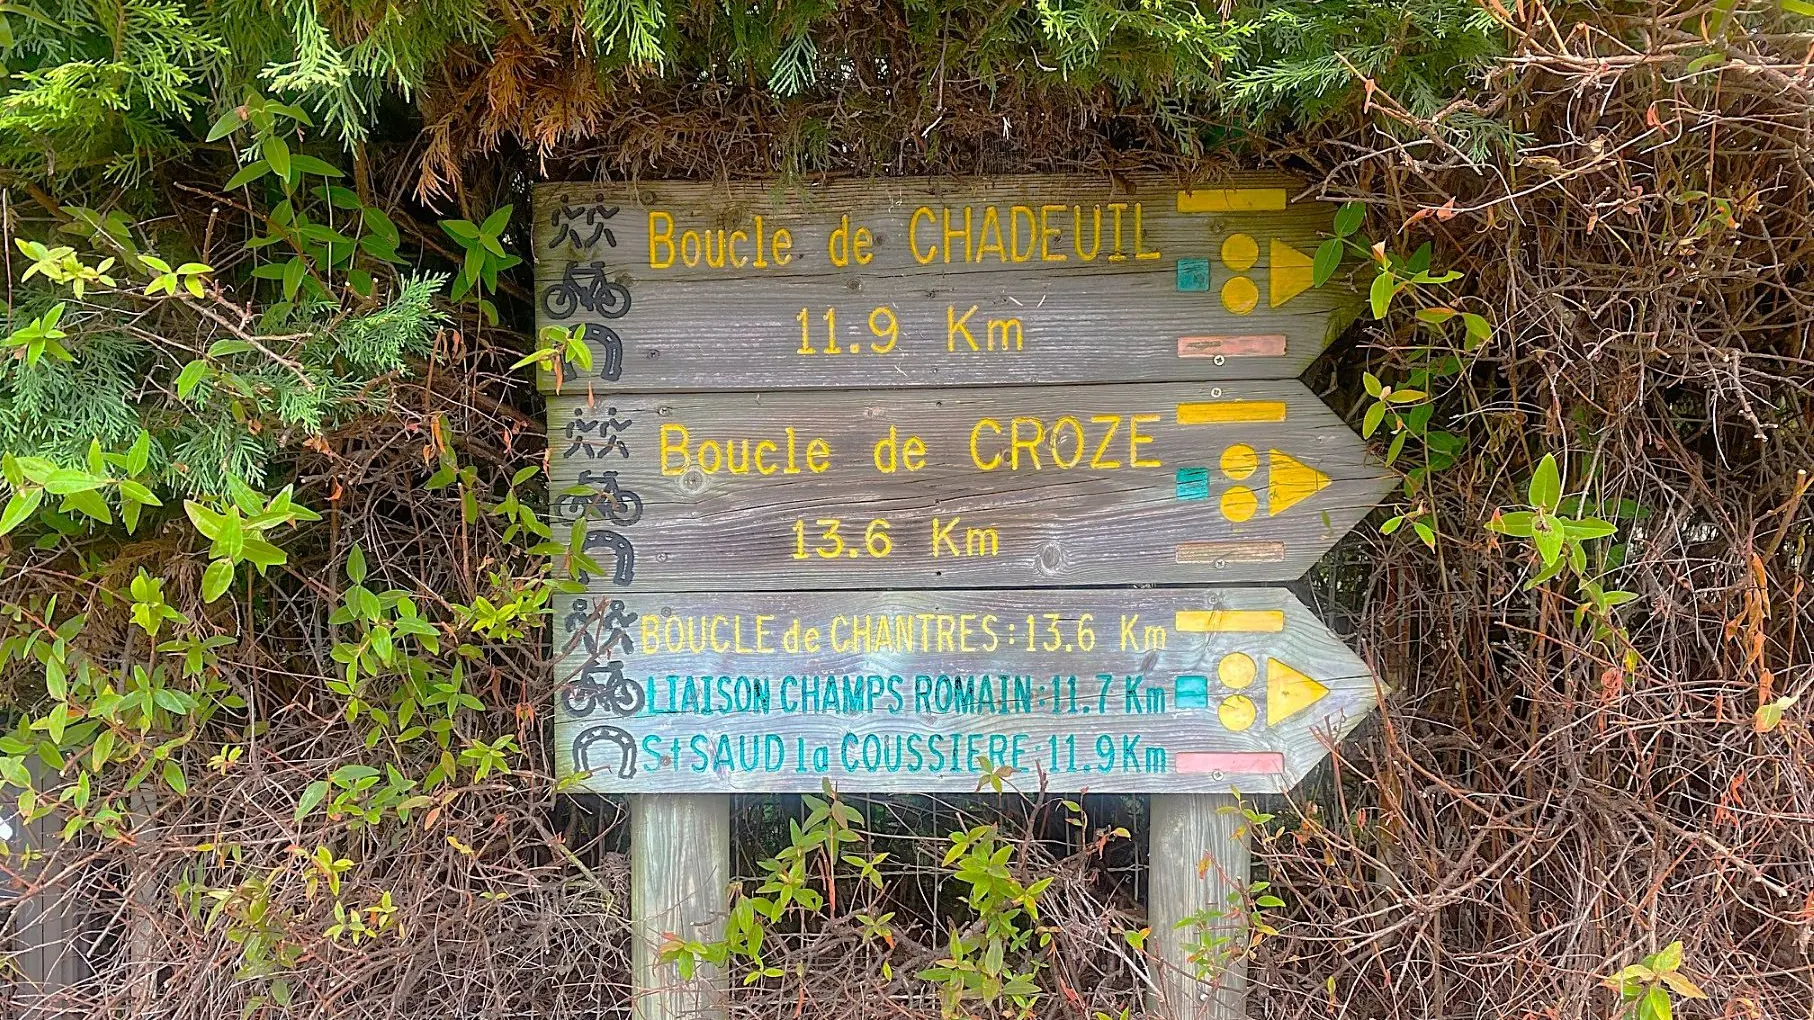 Boucle de CHADEUIL
11.9 Km
Boucle de CROZE
13.6 Km
BOUCLE de CHANTRES : 13.6 Km
LIAISON CHAMPS ROMAIN : 11.7 Km
St SAUD la COUSSIERE : 11.9 Km